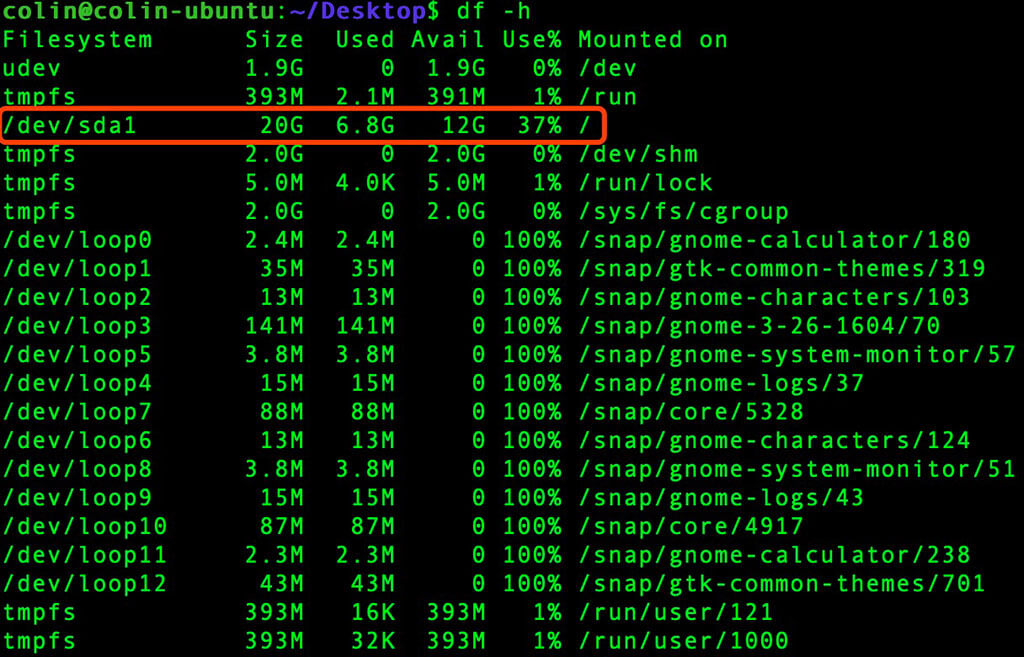 colin@colin-ubuntu:~/Desktop$ df -h
Filesystem Size Used Avail Use% Mounted on
udev 1.9G 0 1.9G 0% /dev
tmpfs 393M 2.1M 391M 1% /run
/dev/sda1 20G 6.8G 12G 37% /
tmpfs 2.0G 0 2.0G 0% /dev/shm
tmpfs 5.0M 4.0K 5.0M 1% /run/lock
tmpfs 2.0G 0 2.0G 0% /sys/fs/cgroup
/dev/loop0 2.4M 2.4M 0 100% /snap/gnome-calculator/180
/dev/loop1 35M 35M 0 100% /snap/gtk-common-themes/319
/dev/loop2 13M 13M 0 100% /snap/gnome-characters/103
/dev/loop3 141M 141M 0 100% /snap/gnome-3-26-1604/70
/dev/loop5 3.8M 3.8M 0 100% /snap/gnome-system-monitor/57
/dev/loop4 15M 15M 0 100% /snap/gnome-logs/37
/dev/loop7 88M 88M 0 100% /snap/core/5328
/dev/loop6 13M 13M 0 100% /snap/gnome-characters/124
/dev/loop8 3.8M 3.8M 0 100% /snap/gnome-system-monitor/51
/dev/loop9 15M 15M 0 100% /snap/gnome-logs/43
/dev/loop10 87M 87M 0 100% /snap/core/4917
/dev/loop11 2.3M 2.3M 0 100% /snap/gnome-calculator/238
/dev/loop12 43M 43M 0 100% /snap/gtk-common-themes/701
tmpfs 393M 16K 393M 1% /run/user/121
tmpfs 393M 32K 393M 1% /run/user/1000